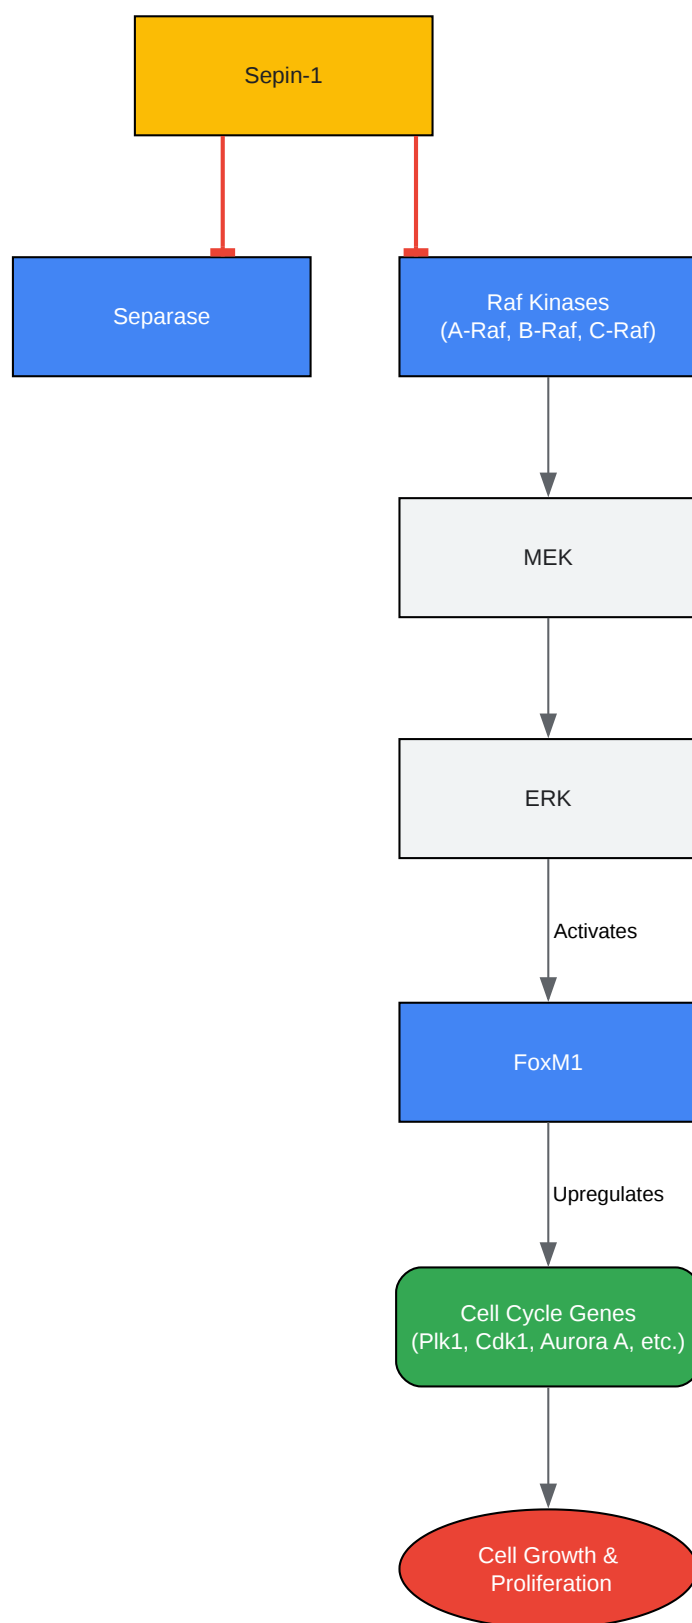 Sepin-1
Separase
Raf Kinases
(A-Raf, B-Raf, C-Raf)
MEK
ERK
Activates
FoxM1
Upregulates
Cell Cycle Genes
(Plk1, Cdk1, Aurora A, etc.)
Cell Growth &
Proliferation